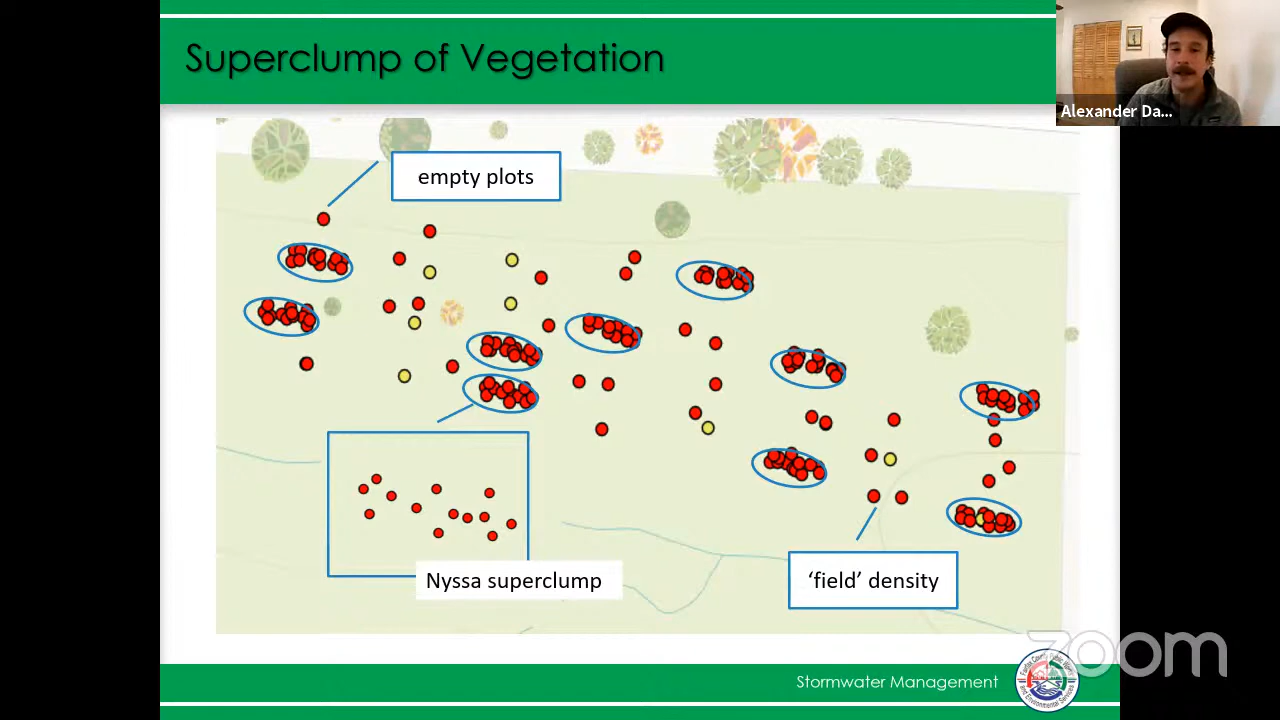 Superclump of Vegetation
Alexander Da...
empty plots
Nyssa superclump
'field' density
Stormwater Management
zoom